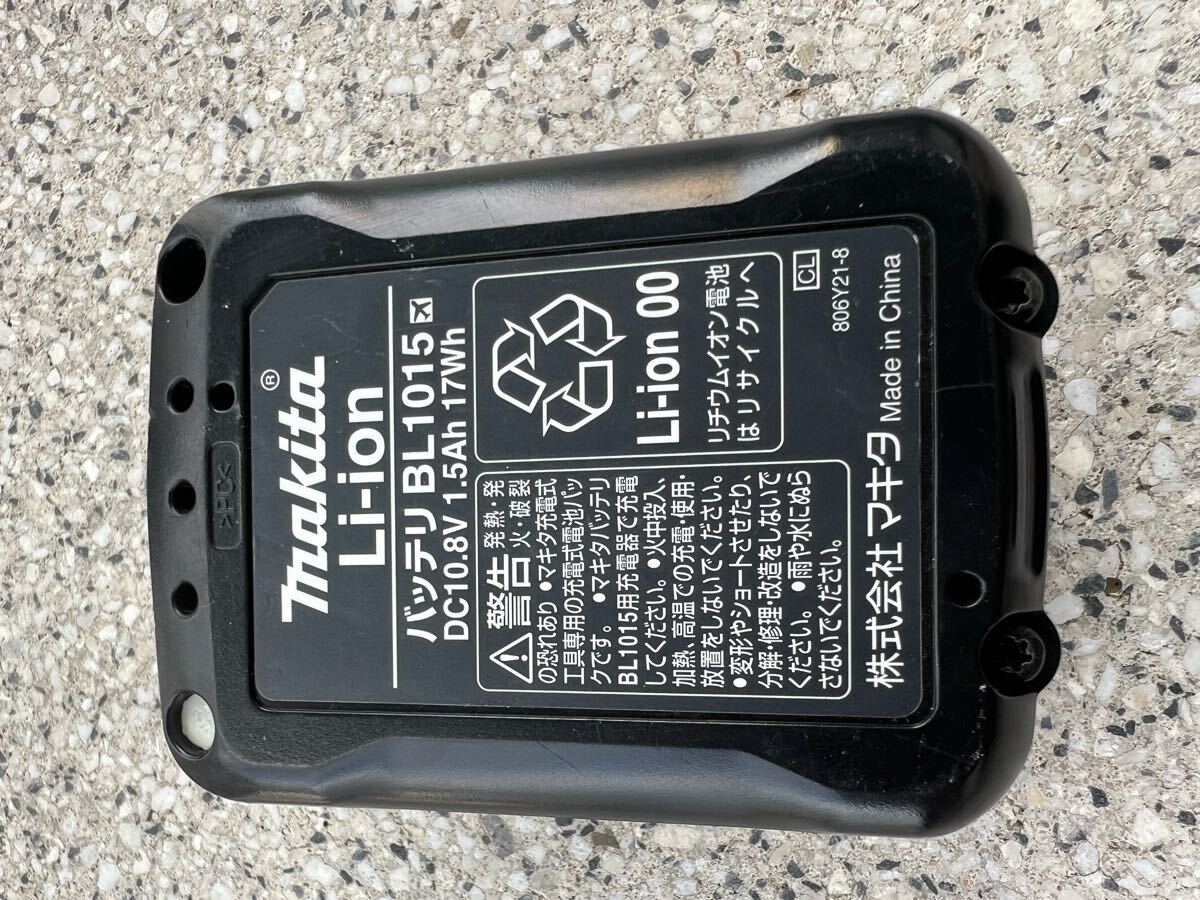 >PC<
makita®
Li-ion
バッテリ BL1015
DC10.8V 1.5Ah 17Wh
警告 発熱・発
火・破裂
の恐れあり ●マキタ充電式
工具専用の充電式電池パッ
クです。 ●マキタバッテリ
BL1015用充電器で充電
してください。●火中投入、
加熱、高温での充電・使用・
放置をしないでください。
●変形やショートさせたり、
分解・修理・改造をしないで
ください。 ●雨や水にぬら
さないでください。
Li-ion 00
リチウムイオン電池
はリサイクルへ
CL
806Y21-8
株式会社 マキタ Made in China